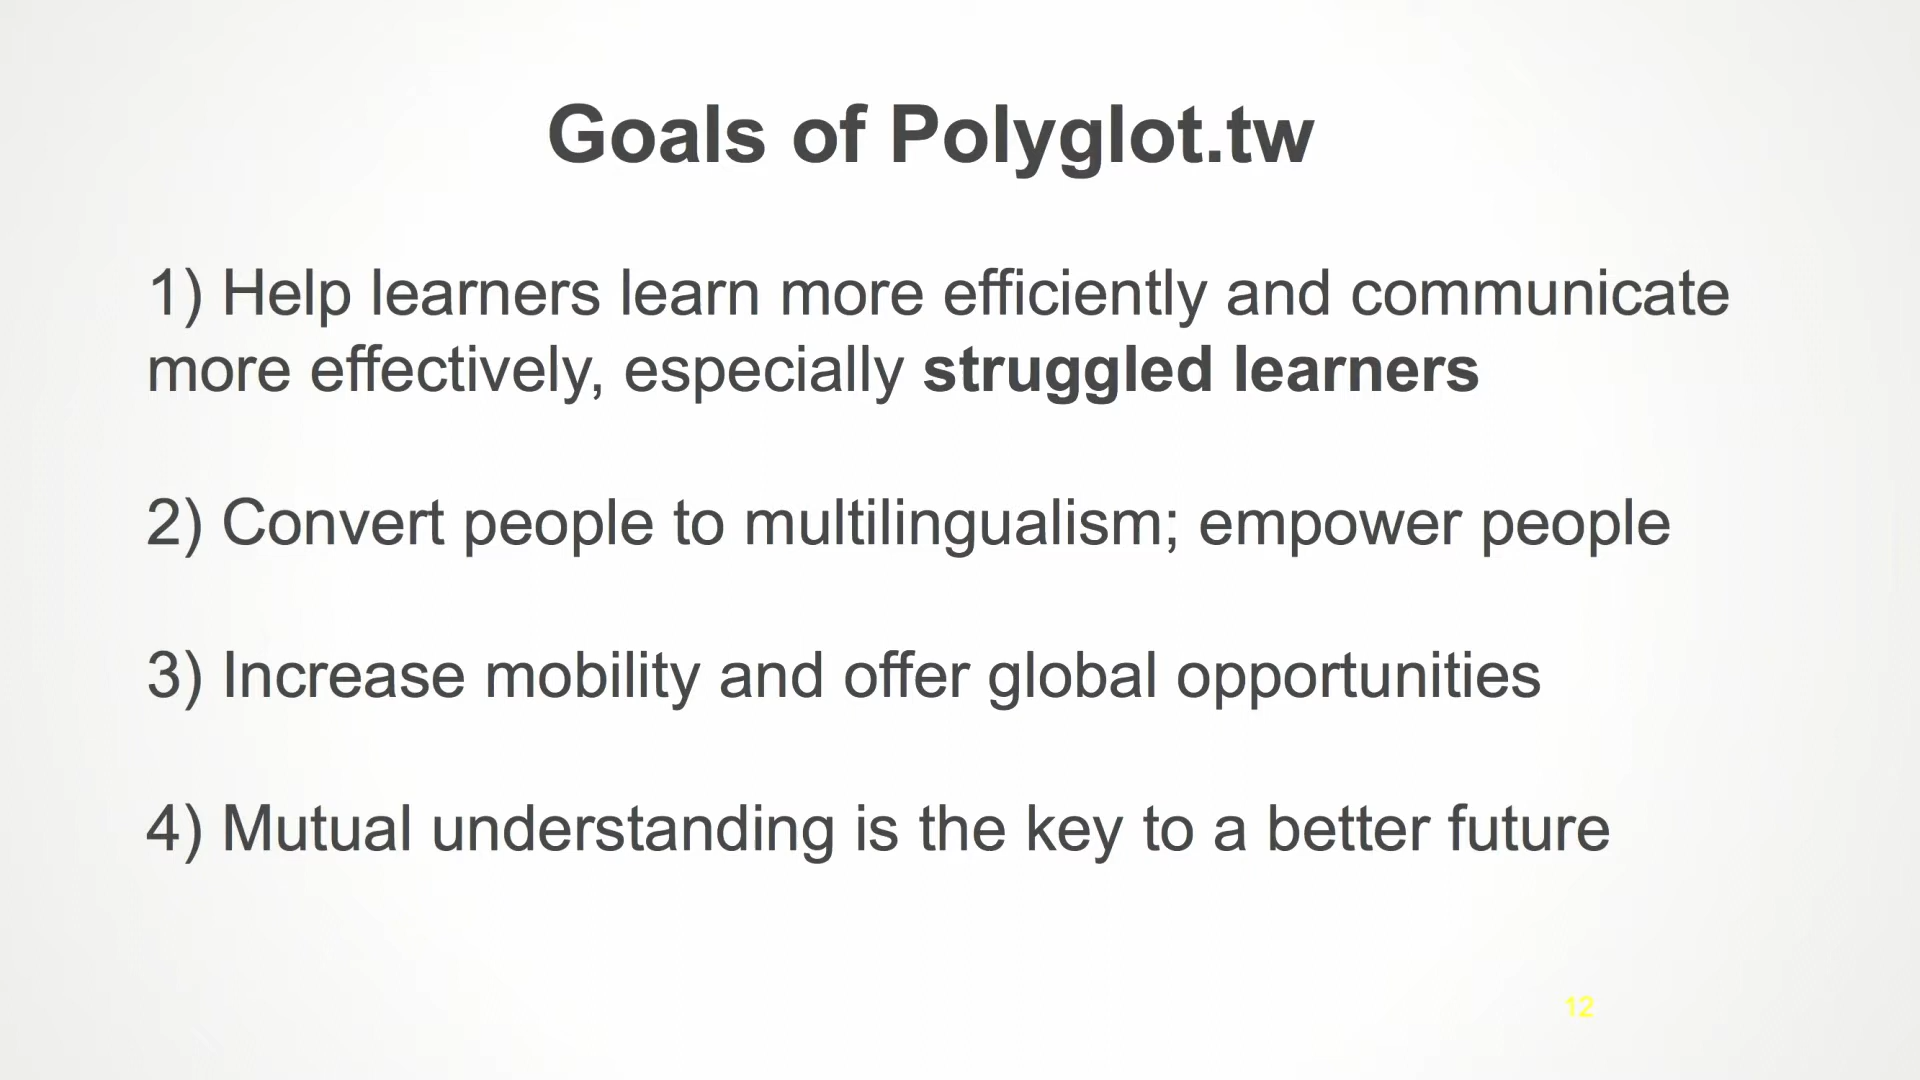 Goals of Polyglot.tw
1) Help learners learn more efficiently and communicate
more effectively, especially struggled learners
2) Convert people to multilingualism; empower people
3) Increase mobility and offer global opportunities
4) Mutual understanding is the key to a better future
12